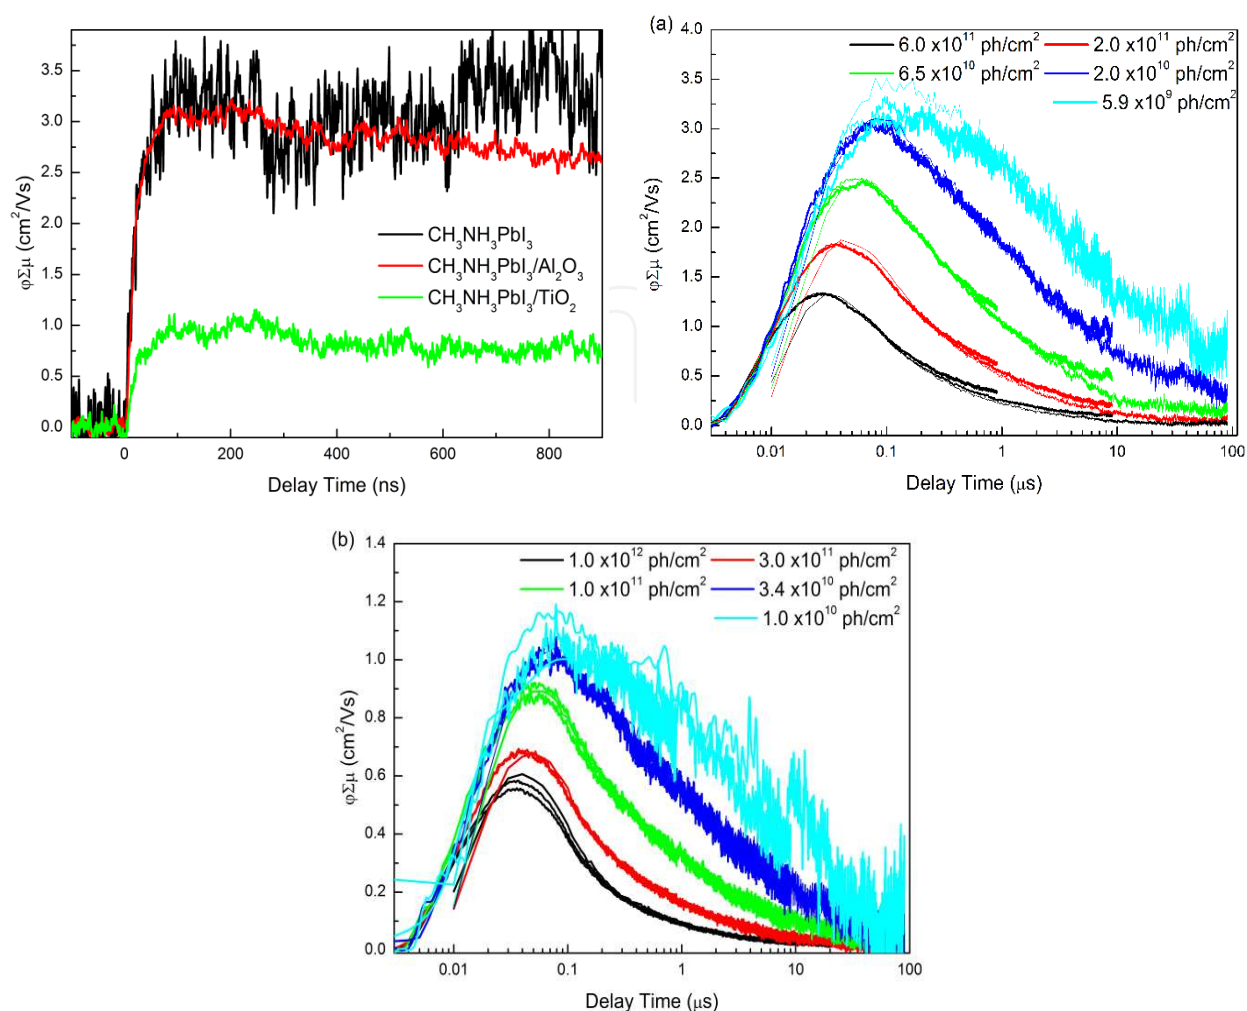 4.0
3.5
3.0
2.5
2.0
1.5
1.0
0.5
0.0
φΣμ (cm²/Vs)
CH₃NH₃PbI₃
CH₃NH₃PbI₃/Al₂O₃
CH₃NH₃PbI₃/TiO₂
0 200 400 600 800
Delay Time (ns)
(a)
4.0
3.5
3.0
2.5
2.0
1.5
1.0
0.5
0.0
φΣμ (cm²/Vs)
6.0 x10¹¹ ph/cm² 2.0 x10¹¹ ph/cm²
6.5 x10¹⁰ ph/cm² 2.0 x10¹⁰ ph/cm²
5.9 x10⁹ ph/cm²
0.01 0.1 1 10 100
Delay Time (μs)
(b)
1.4
1.2
1.0
0.8
0.6
0.4
0.2
0.0
φΣμ (cm²/Vs)
1.0 x10¹² ph/cm² 3.0 x10¹¹ ph/cm²
1.0 x10¹¹ ph/cm² 3.4 x10¹⁰ ph/cm²
1.0 x10¹⁰ ph/cm²
0.01 0.1 1 10 100
Delay Time (μs)